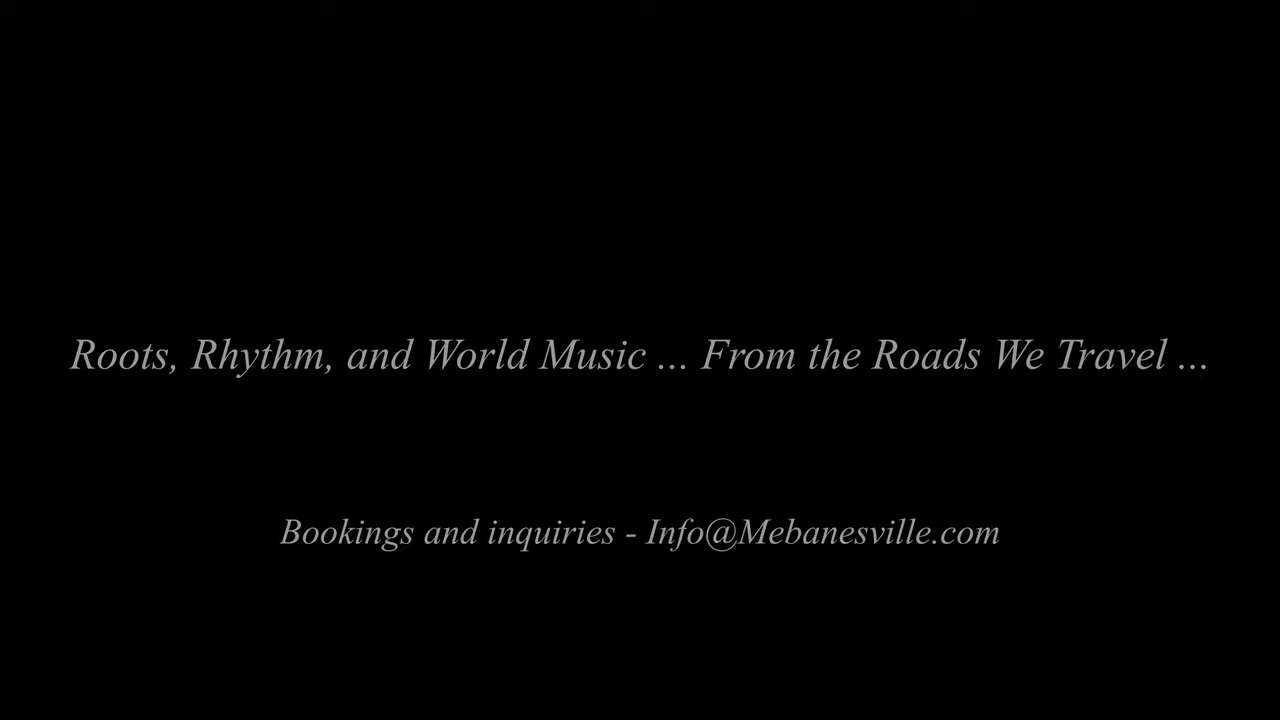 Roots, Rhythm, and World Music ... From the Roads We Travel ...
Bookings and inquiries - Info@Mebanesville.com